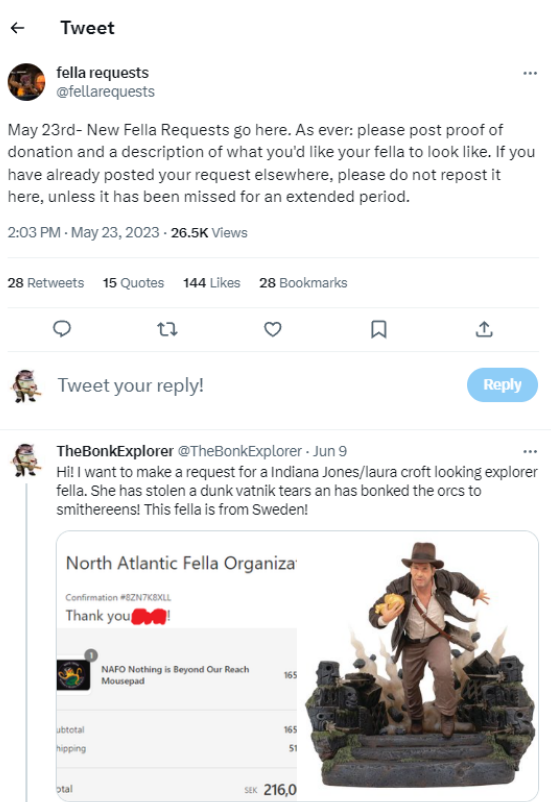 Tweet
fella requests
@fellarequests
May 23rd- New Fella Requests go here. As ever: please post proof of
donation and a description of what you'd like your fella to look like. If you
have already posted your request elsewhere, please do not repost it
here, unless it has been missed for an extended period.
2:03 PM · May 23, 2023 · 26.5K Views
28 Retweets 15 Quotes 144 Likes 28 Bookmarks
Tweet your reply!
Reply
TheBonkExplorer @TheBonkExplorer · Jun 9
Hi! I want to make a request for a Indiana Jones/laura croft looking explorer
fella. She has stolen a dunk vatnik tears an has bonked the orcs to
smithereens! This fella is from Sweden!
North Atlantic Fella Organiza
Confirmation #8ZN7K8XLL
Thank you !
1
NAFO Nothing is Beyond Our Reach 165
Mousepad
ubtotal 165
hipping 51
otal SEK 216,0